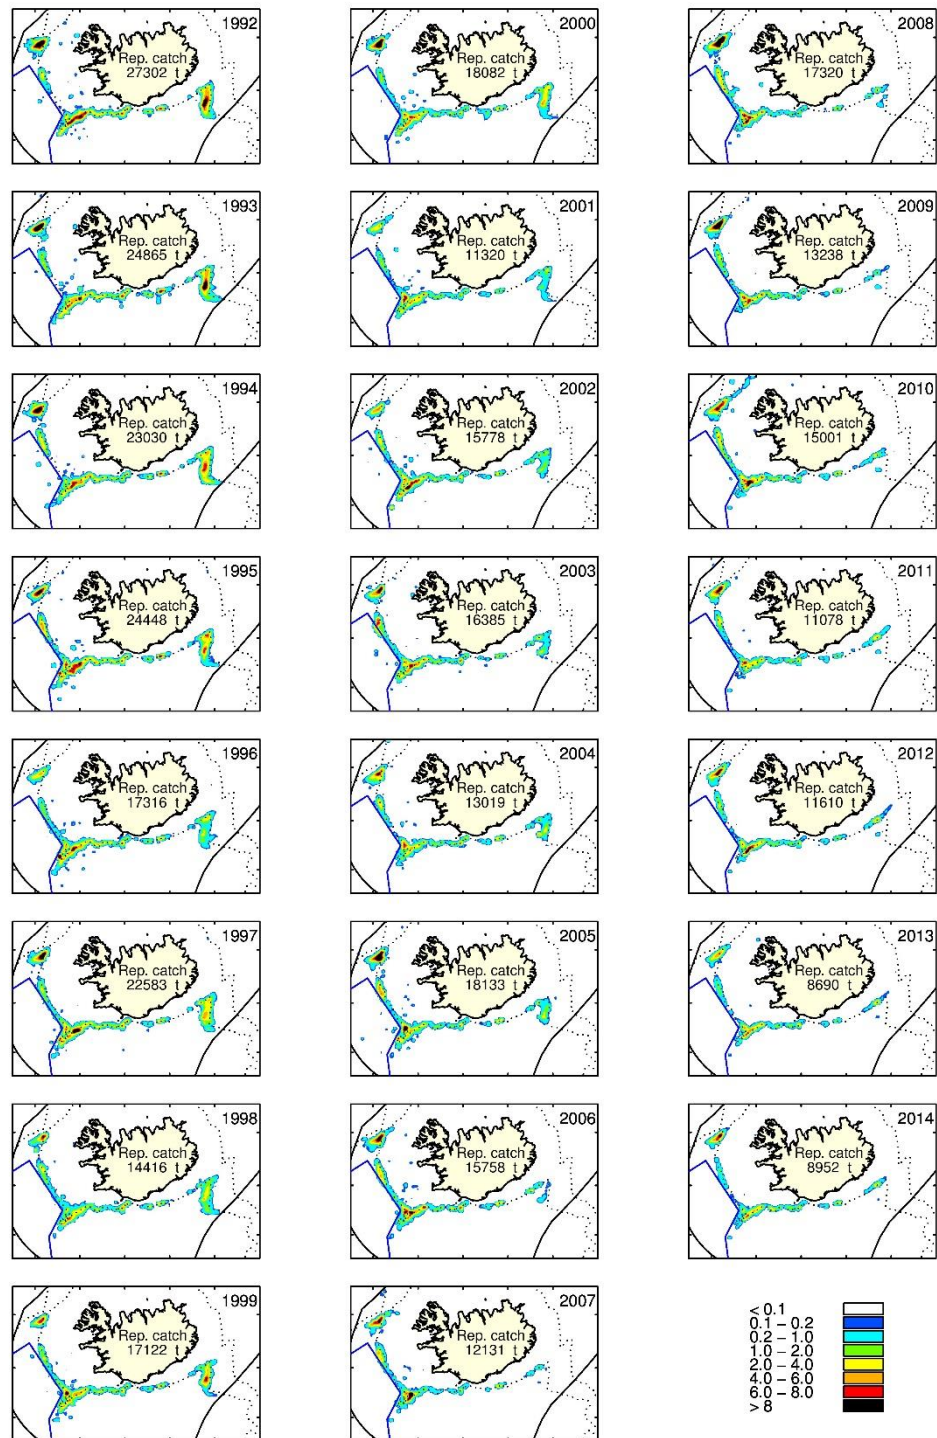 1992
Rep. catch
27302 t
1993
Rep. catch
24865 t
1994
Rep. catch
23030 t
1995
Rep. catch
24448 t
1996
Rep. catch
17316 t
1997
Rep. catch
22583 t
1998
Rep. catch
14416 t
1999
Rep. catch
17122 t
2000
Rep. catch
18082 t
2001
Rep. catch
11320 t
2002
Rep. catch
15778 t
2003
Rep. catch
16385 t
2004
Rep. catch
13019 t
2005
Rep. catch
18133 t
2006
Rep. catch
15758 t
2007
Rep. catch
12131 t
2008
Rep. catch
17320 t
2009
Rep. catch
13238 t
2010
Rep. catch
15001 t
2011
Rep. catch
11078 t
2012
Rep. catch
11610 t
2013
Rep. catch
8690 t
2014
Rep. catch
8952 t
< 0.1
0.1 – 0.2
0.2 – 1.0
1.0 – 2.0
2.0 – 4.0
4.0 – 6.0
6.0 – 8.0
> 8